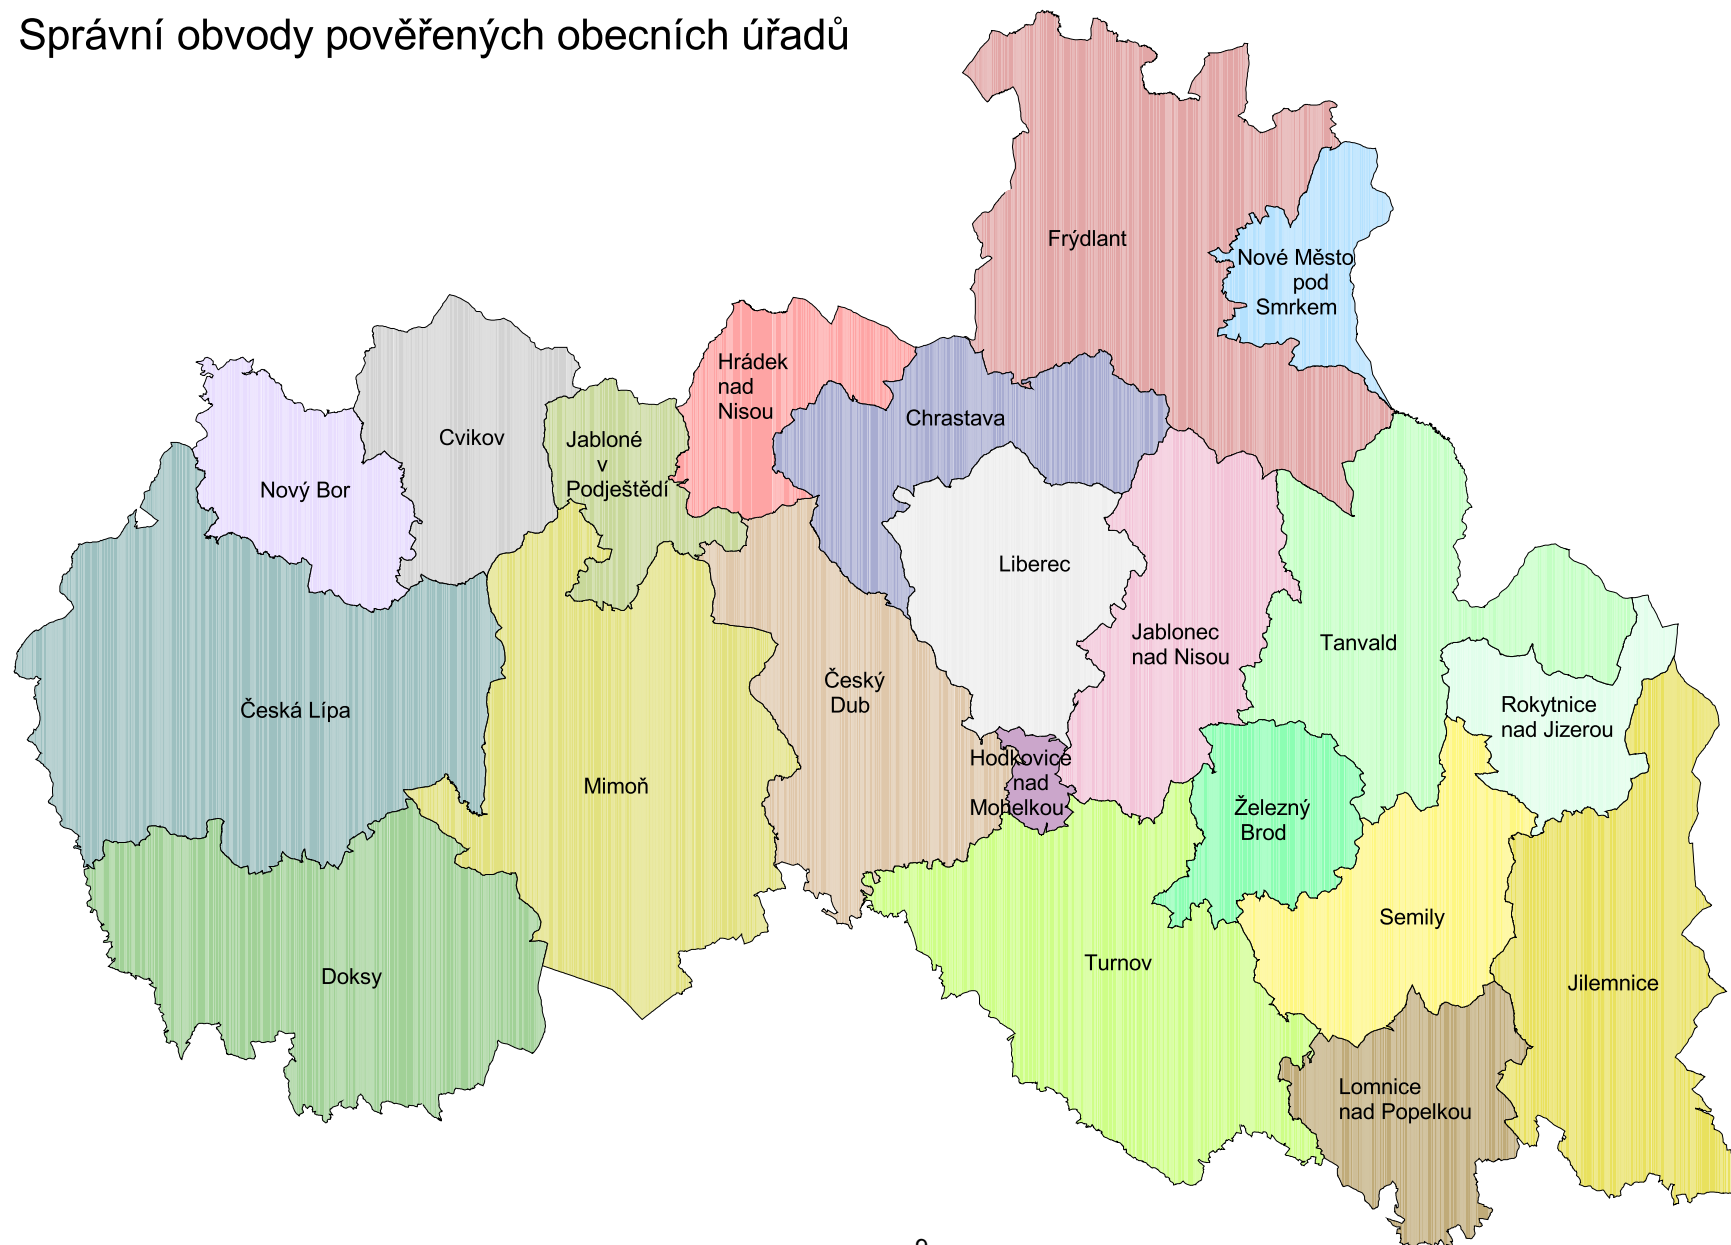 Správní obvody pověřených obecních úřadů
Frýdlant
Nové Město
pod
Smrkem
Hrádek
nad
Nisou
Chrastava
Cvikov
Jabloné
v
Podještědí
Nový Bor
Liberec
Jablonec
nad Nisou
Tanvald
Český
Dub
Rokytnice
nad Jizerou
Česká Lípa
Mimoň
Hodkovice
nad
Mohelkou
Železný
Brod
Semily
Turnov
Doksy
Jilemnice
Lomnice
nad Popelkou